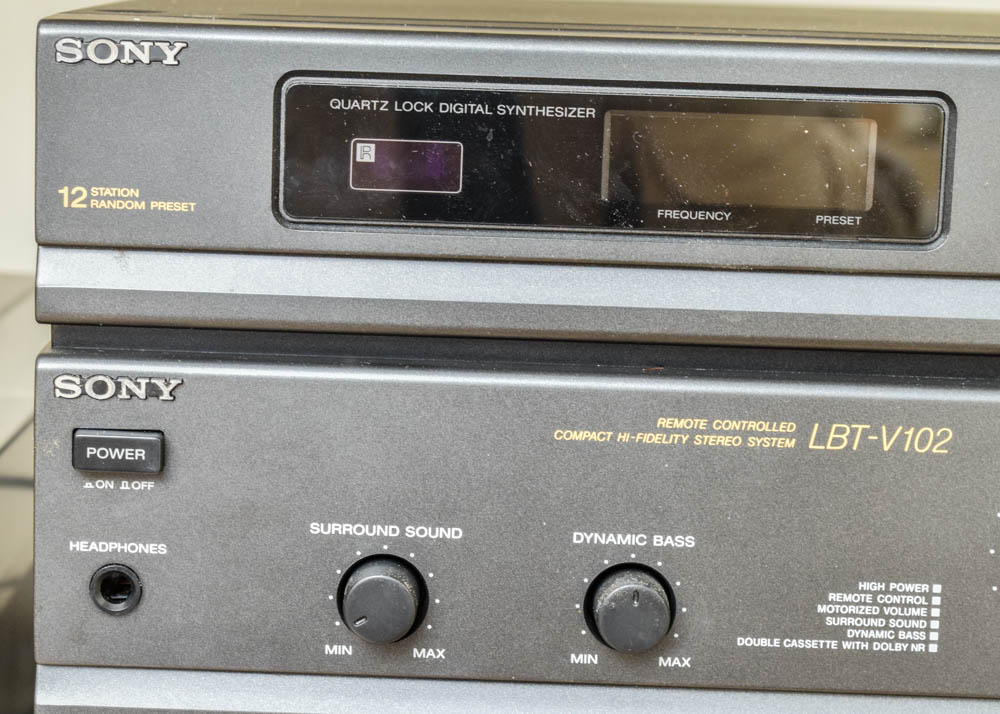 SONY
QUARTZ LOCK DIGITAL SYNTHESIZER
12 STATION
RANDOM PRESET
FREQUENCY
PRESET
SONY
REMOTE CONTROLLED
COMPACT HI-FIDELITY STEREO SYSTEM
LBT-V102
POWER
ON OFF
HEADPHONES
SURROUND SOUND
MIN
MAX
DYNAMIC BASS
MIN
MAX
HIGH POWER
REMOTE CONTROL
MOTORIZED VOLUME
SURROUND SOUND
DYNAMIC BASS
DOUBLE CASSETTE WITH DOLBY NR